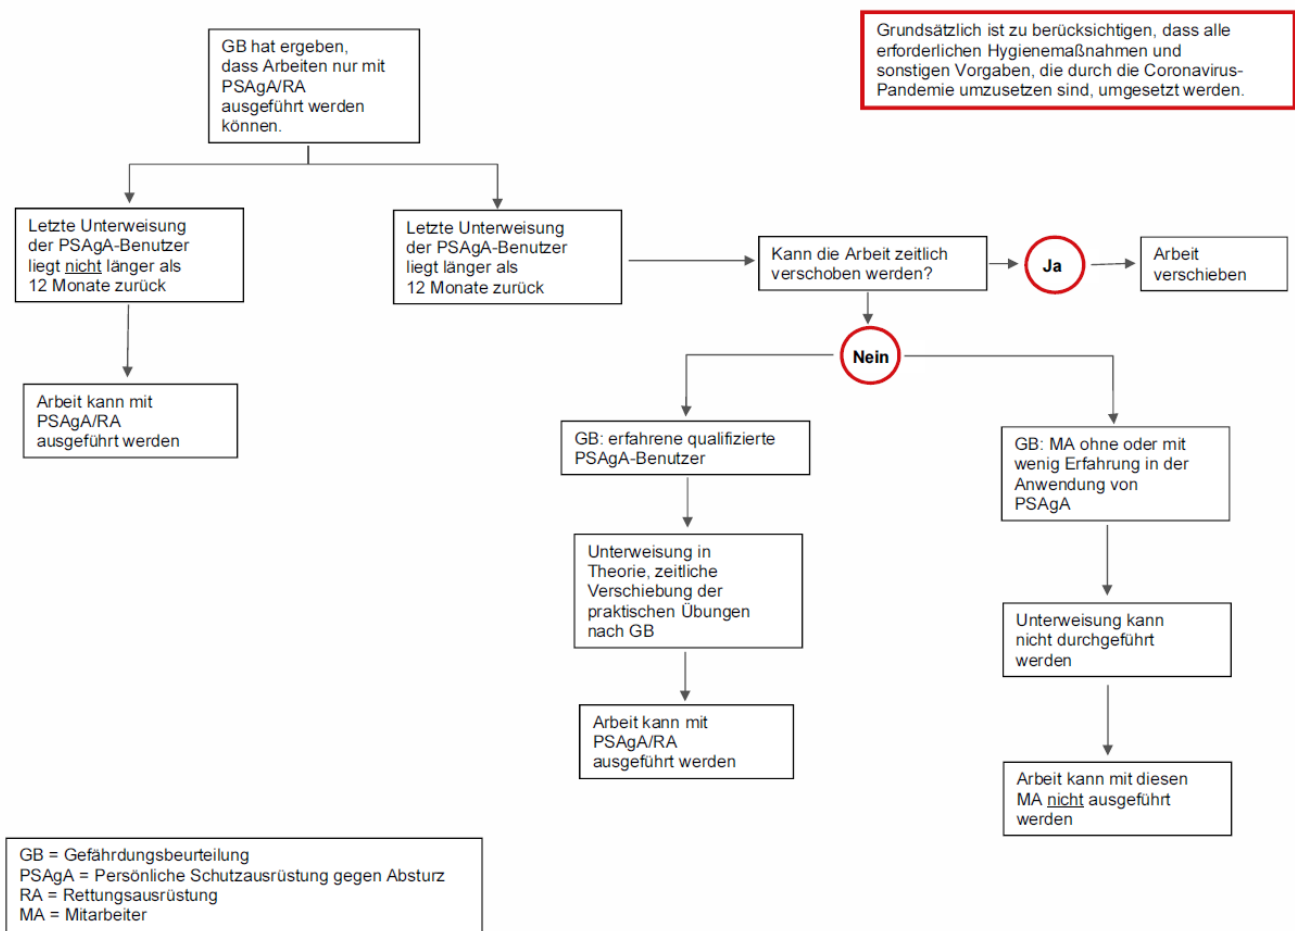 GB hat ergeben,
dass Arbeiten nur mit
PSAgA/RA
ausgeführt werden
können.
Grundsätzlich ist zu berücksichtigen, dass alle
erforderlichen Hygienemaßnahmen und
sonstigen Vorgaben, die durch die Coronavirus-
Pandemie umzusetzen sind, umgesetzt werden.
Letzte Unterweisung
der PSAgA-Benutzer
liegt nicht länger als
12 Monate zurück
Letzte Unterweisung
der PSAgA-Benutzer
liegt länger als
12 Monate zurück
Kann die Arbeit zeitlich
verschoben werden?
Ja
Arbeit
verschieben
Nein
Arbeit kann mit
PSAgA/RA
ausgeführt werden
GB: erfahrene qualifizierte
PSAgA-Benutzer
GB: MA ohne oder mit
wenig Erfahrung in der
Anwendung von
PSAgA
Unterweisung in
Theorie, zeitliche
Verschiebung der
praktischen Übungen
nach GB
Unterweisung kann
nicht durchgeführt
werden
Arbeit kann mit
PSAgA/RA
ausgeführt werden
Arbeit kann mit diesen
MA nicht ausgeführt
werden
GB = Gefährdungsbeurteilung
PSAgA = Persönliche Schutzausrüstung gegen Absturz
RA = Rettungsausrüstung
MA = Mitarbeiter